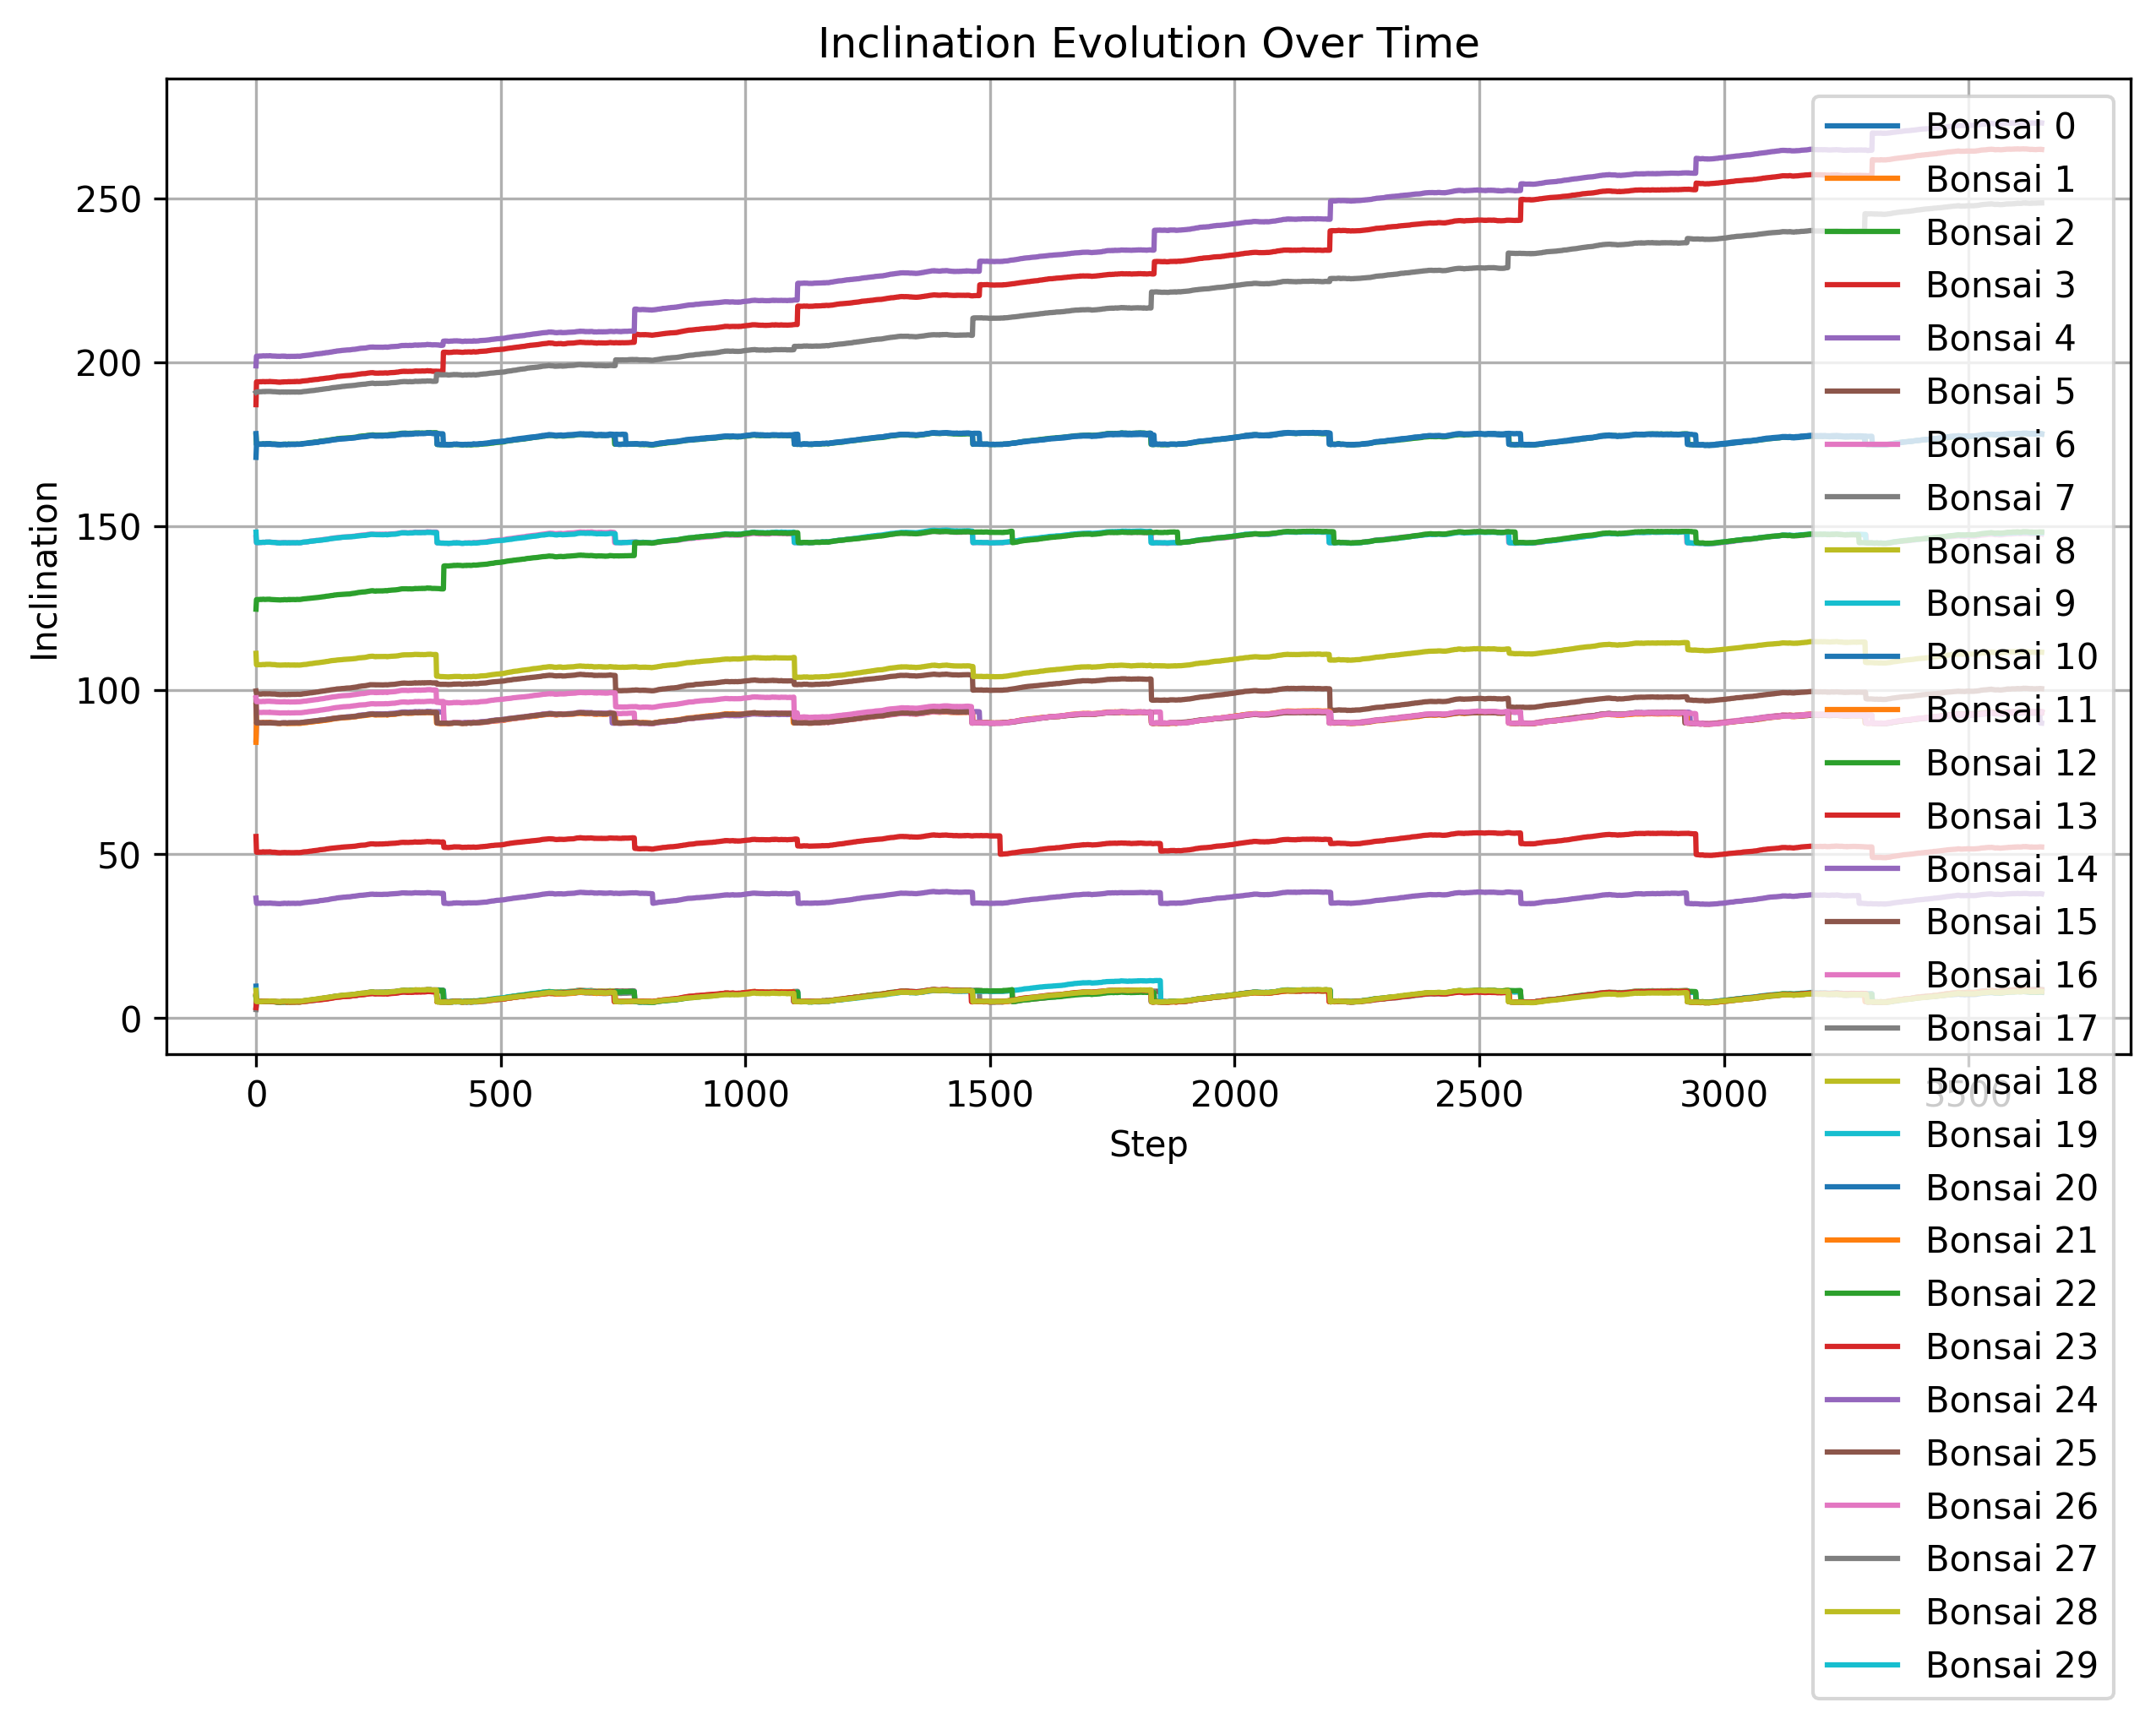 Inclination Evolution Over Time
Inclination
250
200
150
100
50
0
0 500 1000 1500 2000 2500 3000 3500
Step
Bonsai 0
Bonsai 1
Bonsai 2
Bonsai 3
Bonsai 4
Bonsai 5
Bonsai 6
Bonsai 7
Bonsai 8
Bonsai 9
Bonsai 10
Bonsai 11
Bonsai 12
Bonsai 13
Bonsai 14
Bonsai 15
Bonsai 16
Bonsai 17
Bonsai 18
Bonsai 19
Bonsai 20
Bonsai 21
Bonsai 22
Bonsai 23
Bonsai 24
Bonsai 25
Bonsai 26
Bonsai 27
Bonsai 28
Bonsai 29